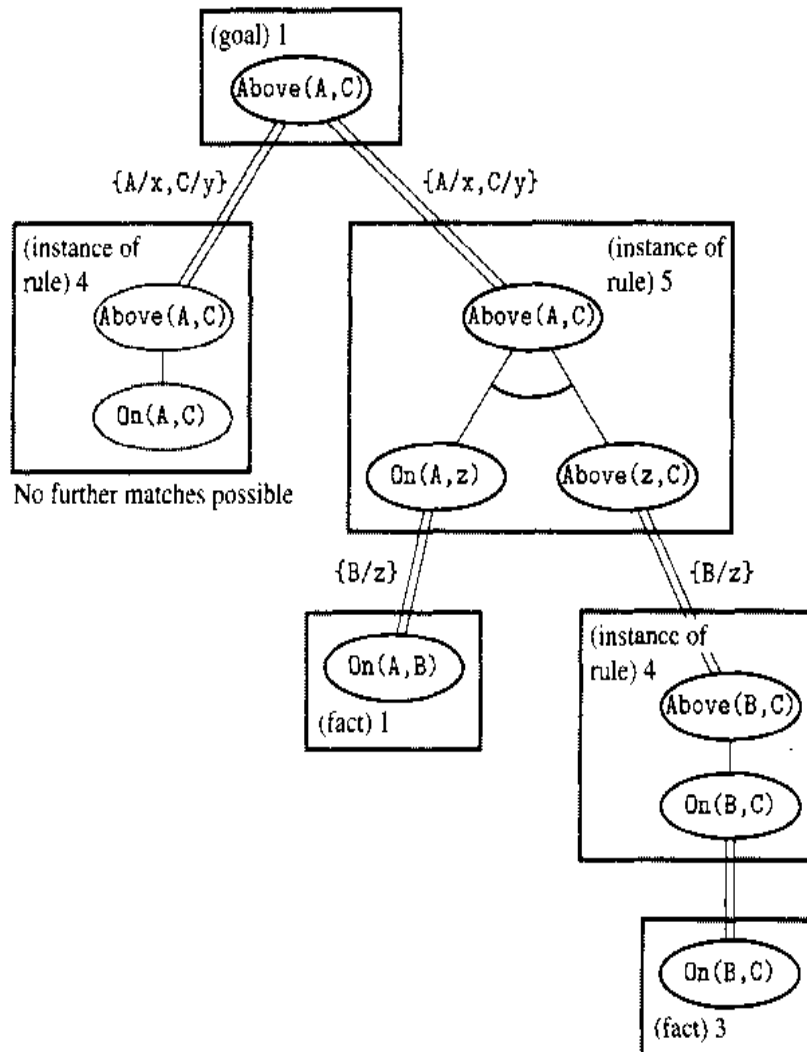 (goal) 1
Above(A,C)
{A/x,C/y}
{A/x,C/y}
(instance of
rule) 4
Above(A,C)
On(A,C)
No further matches possible
(instance of
rule) 5
Above(A,C)
On(A,z)
Above(z,C)
{B/z}
{B/z}
On(A,B)
(fact) 1
(instance of
rule) 4
Above(B,C)
On(B,C)
On(B,C)
(fact) 3